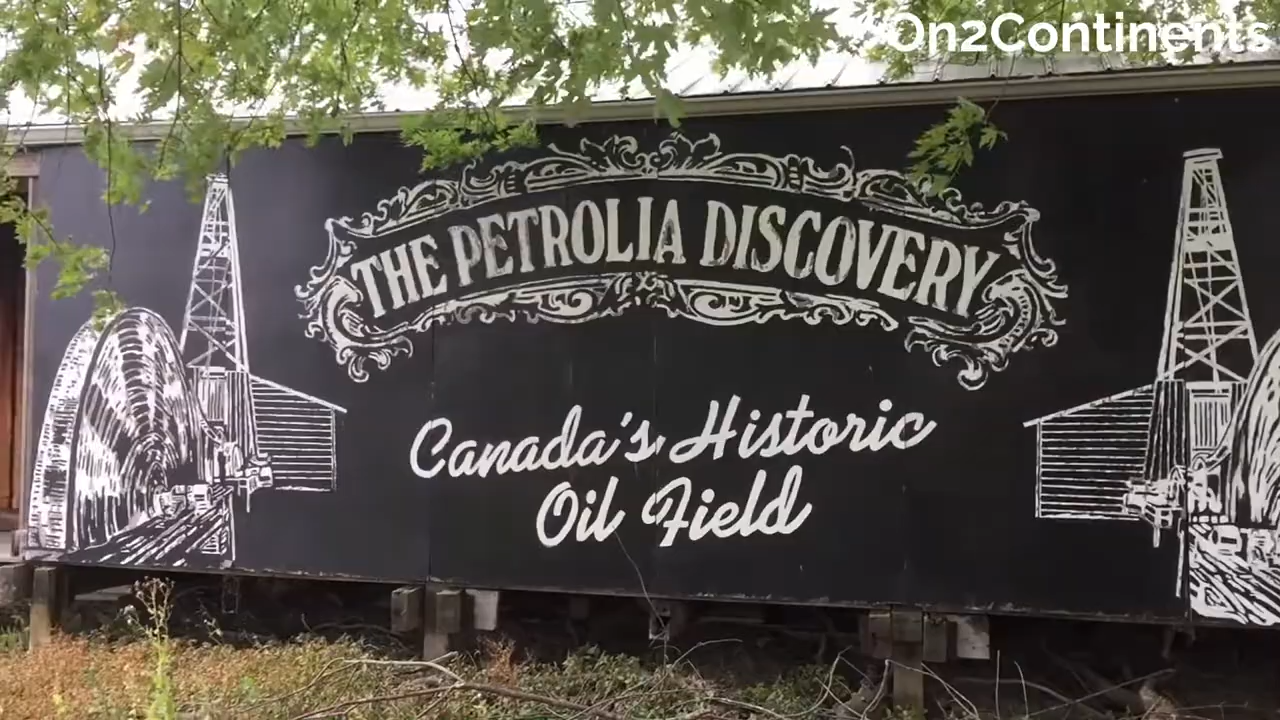 #On2Continents
THE PETROLIA DISCOVERY
Canada's Historic
Oil Field